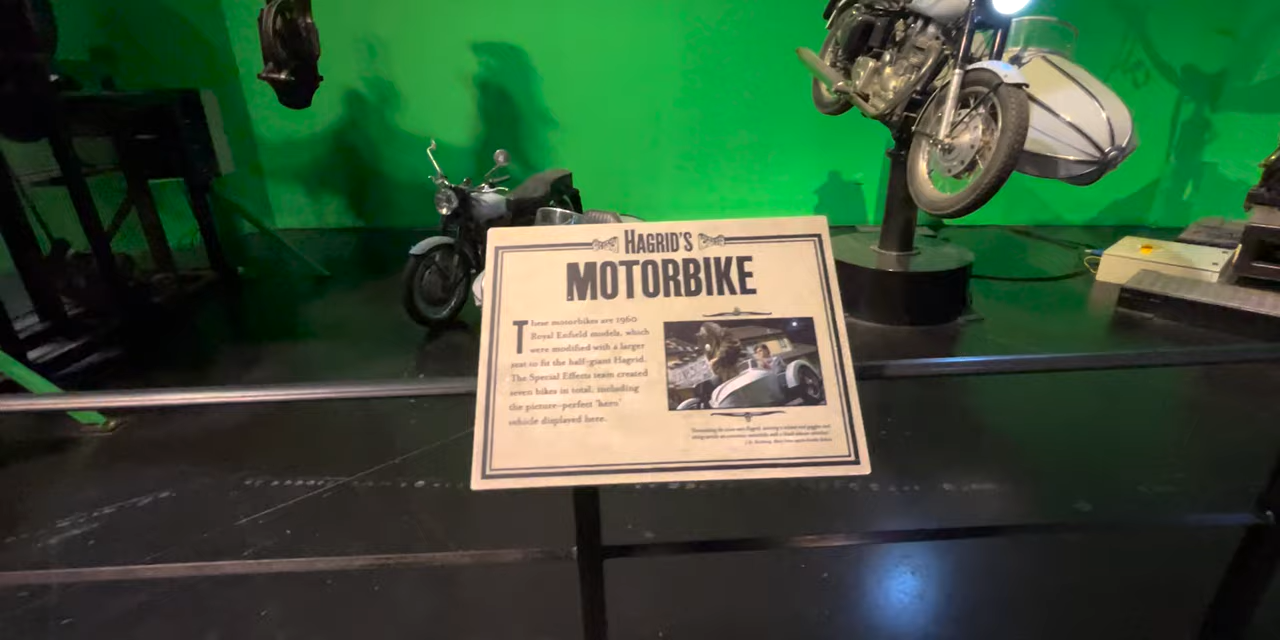 HAGRID'S
MOTORBIKE
These motorbikes are 1960
Royal Enfield models, which
were modified with a larger
seat to fit the half-giant Hagrid.
The Special Effects team created
seven bikes in total, including
the picture-perfect 'hero'
vehicle displayed here.